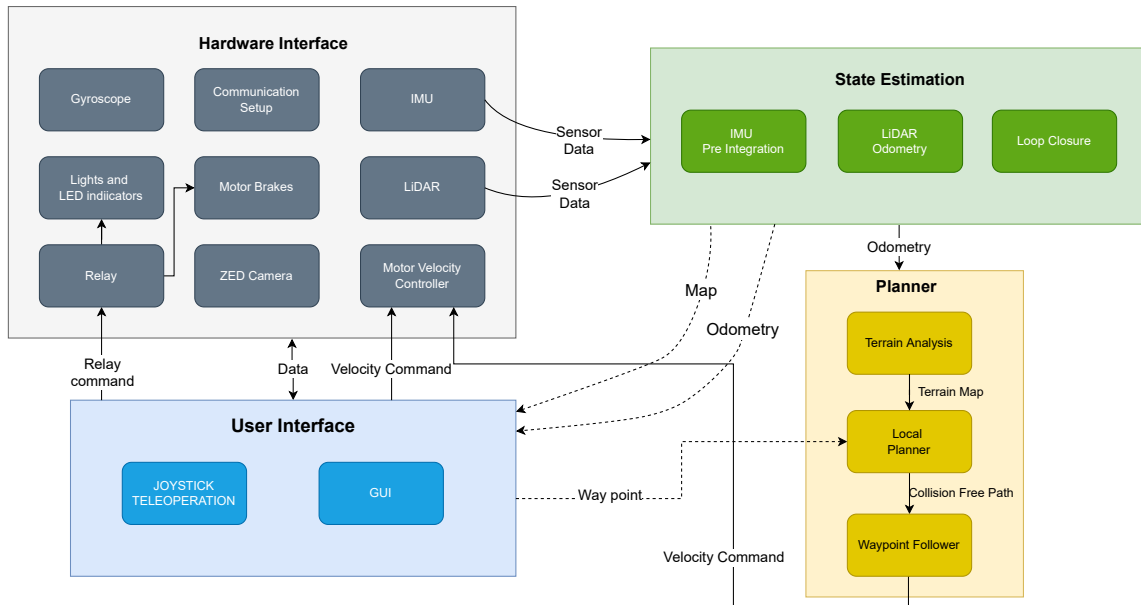 Hardware Interface
Gyroscope
Communication
Setup
IMU
Lights and
LED indiicators
Motor Brakes
LiDAR
Relay
ZED Camera
Motor Velocity
Controller
Sensor
Data
Sensor
Data
State Estimation
IMU
Pre Integration
LiDAR
Odometry
Loop Closure
Map
Odometry
Odometry
Planner
Terrain Analysis
Terrain Map
Local
Planner
Collision Free Path
Waypoint Follower
Relay
command
Data
Velocity Command
User Interface
JOYSTICK
TELEOPERATION
GUI
Way point
Velocity Command